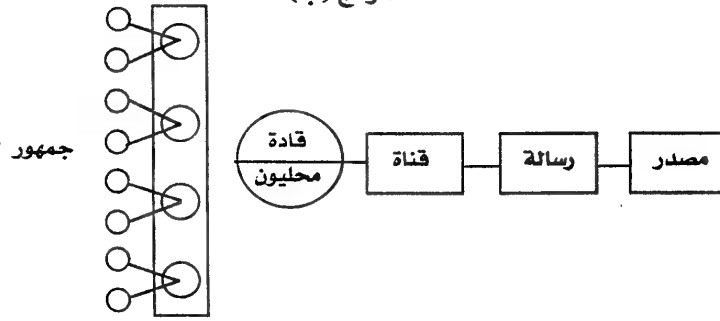 مصدر
رسالة
قناة
قادة
محليون
جمهور